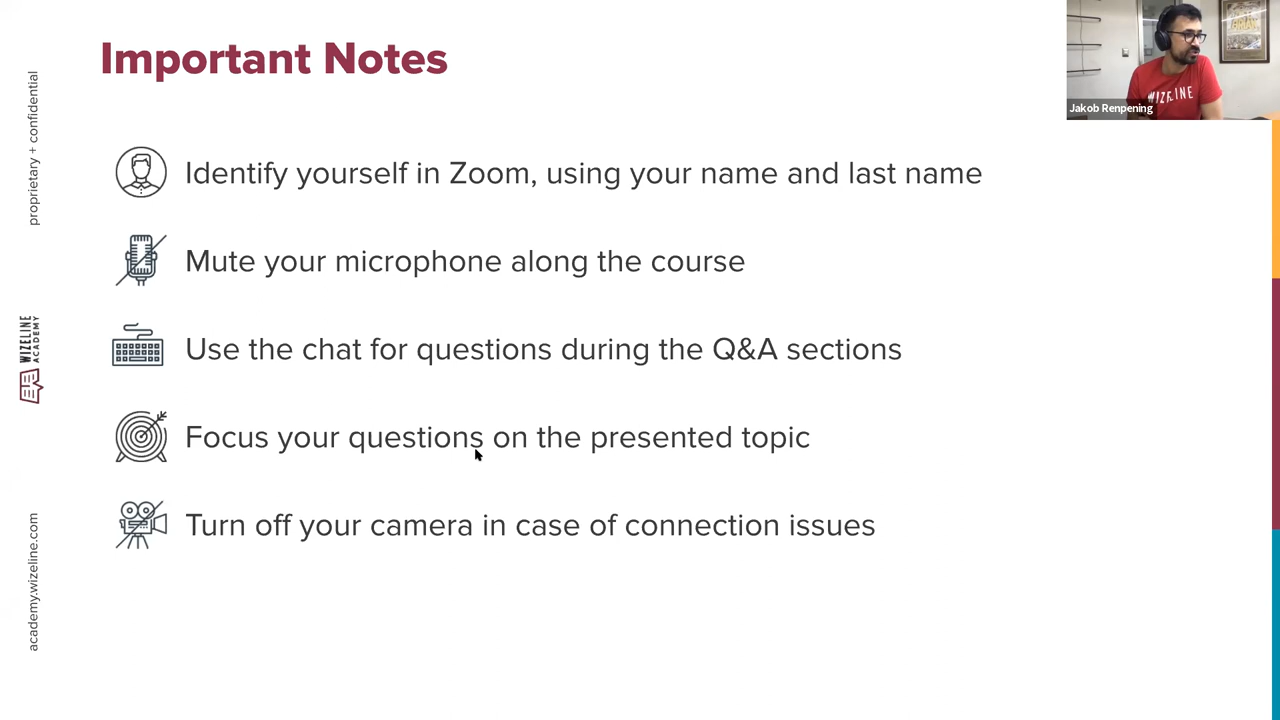 Important Notes
Identify yourself in Zoom, using your name and last name
Mute your microphone along the course
Use the chat for questions during the Q&A sections
Focus your questions on the presented topic
Turn off your camera in case of connection issues
proprietary + confidential
WIZELINE
ACADEMY
academy.wizeline.com
WIZELINE
Jakob Renpening